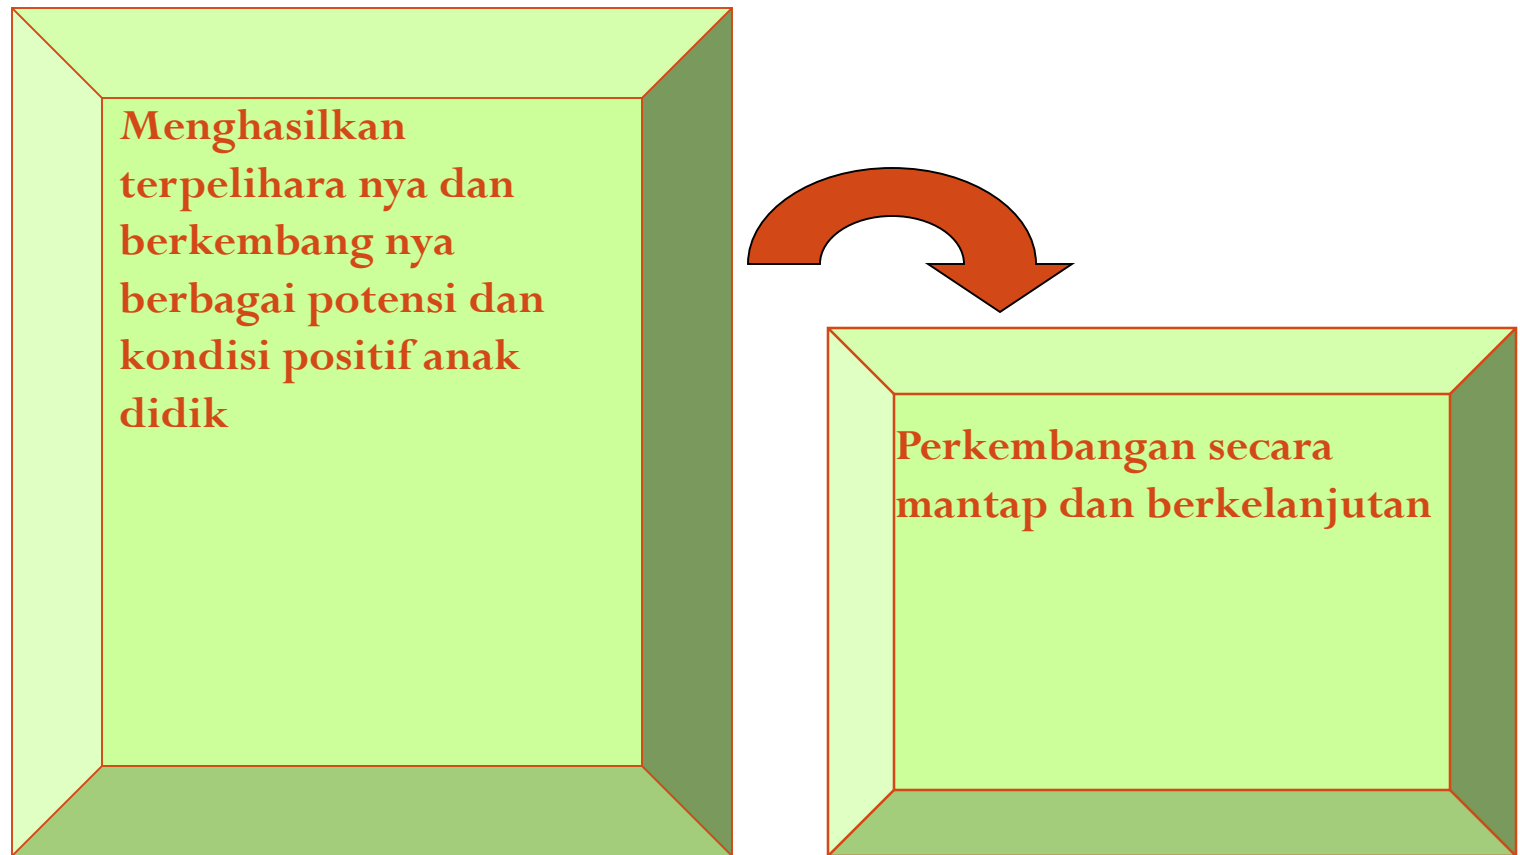 Menghasilkan
terpelihara nya dan
berkembang nya
berbagai potensi dan
kondisi positif anak
didik
Perkembangan secara
mantap dan berkelanjutan